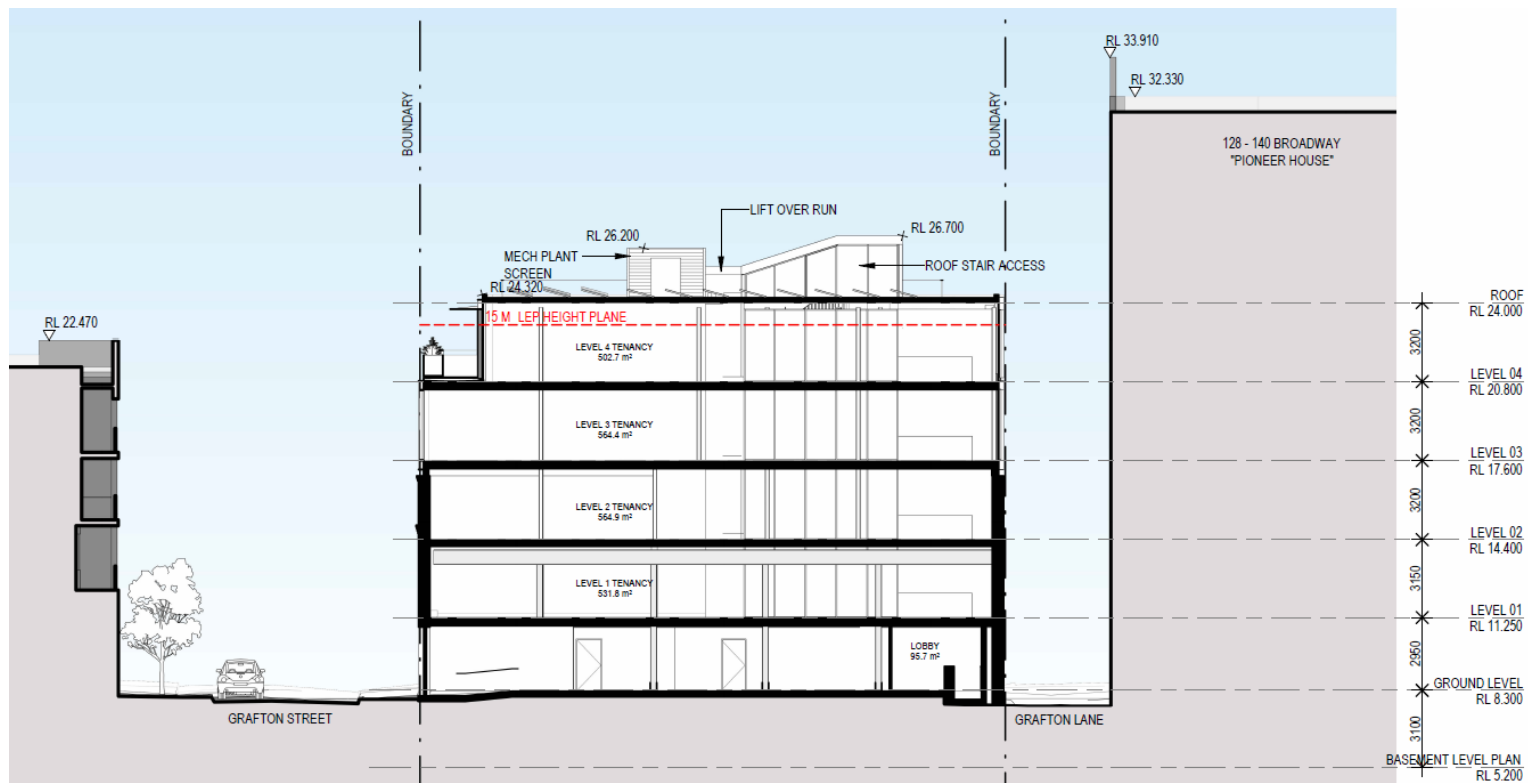 RL 33.910
RL 32.330
BOUNDARY
BOUNDARY
128 - 140 BROADWAY
"PIONEER HOUSE"
LIFT OVER RUN
RL 26.200
RL 26.700
MECH PLANT
SCREEN
ROOF STAIR ACCESS
RL 24.320
ROOF
RL 24.000
15 M LEP HEIGHT PLANE
RL 22.470
3200
LEVEL 4 TENANCY
502.7 m²
LEVEL 04
RL 20.800
3200
LEVEL 3 TENANCY
564.4 m²
LEVEL 03
RL 17.600
3200
LEVEL 2 TENANCY
564.9 m²
LEVEL 02
RL 14.400
3150
LEVEL 1 TENANCY
531.8 m²
LEVEL 01
RL 11.250
2950
LOBBY
95.7 m²
GROUND LEVEL
RL 8.300
GRAFTON STREET
GRAFTON LANE
3100
BASEMENT LEVEL PLAN
RL 5.200